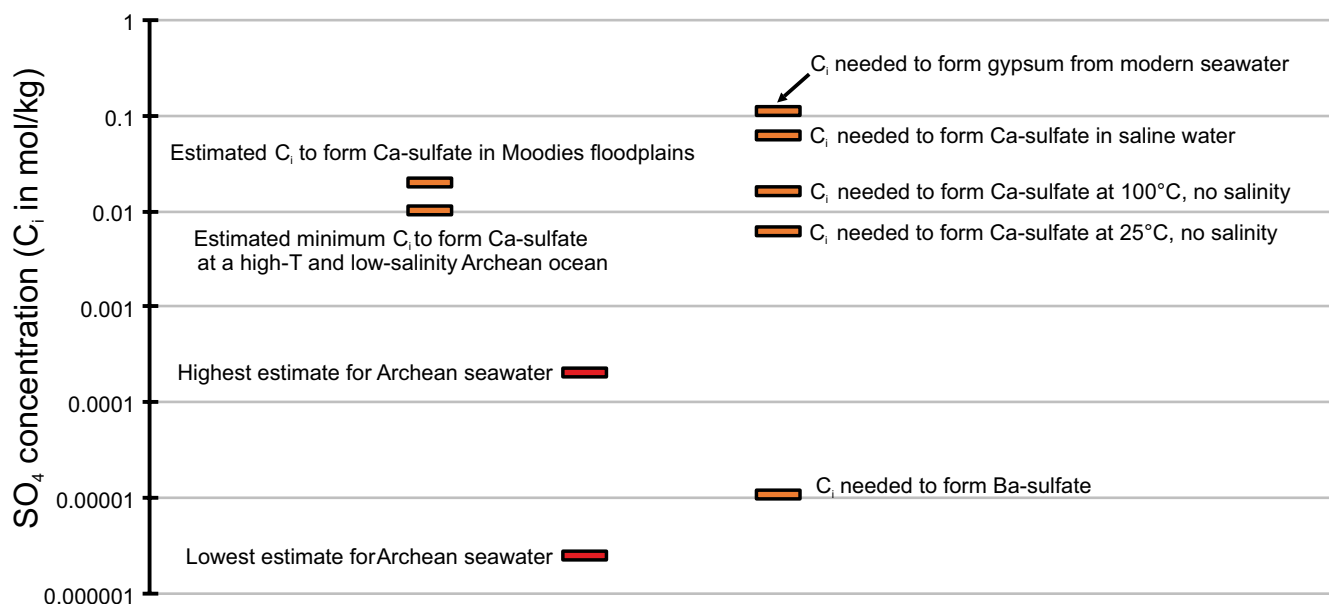 SO₄ concentration (Cᵢ in mol/kg)
1
0.1
0.01
0.001
0.0001
0.00001
0.000001
Cᵢ needed to form gypsum from modern seawater
Cᵢ needed to form Ca-sulfate in saline water
Estimated Cᵢ to form Ca-sulfate in Moodies floodplains
Cᵢ needed to form Ca-sulfate at 100°C, no salinity
Cᵢ needed to form Ca-sulfate at 25°C, no salinity
Estimated minimum Cᵢ to form Ca-sulfate
at a high-T and low-salinity Archean ocean
Highest estimate for Archean seawater
Cᵢ needed to form Ba-sulfate
Lowest estimate for Archean seawater